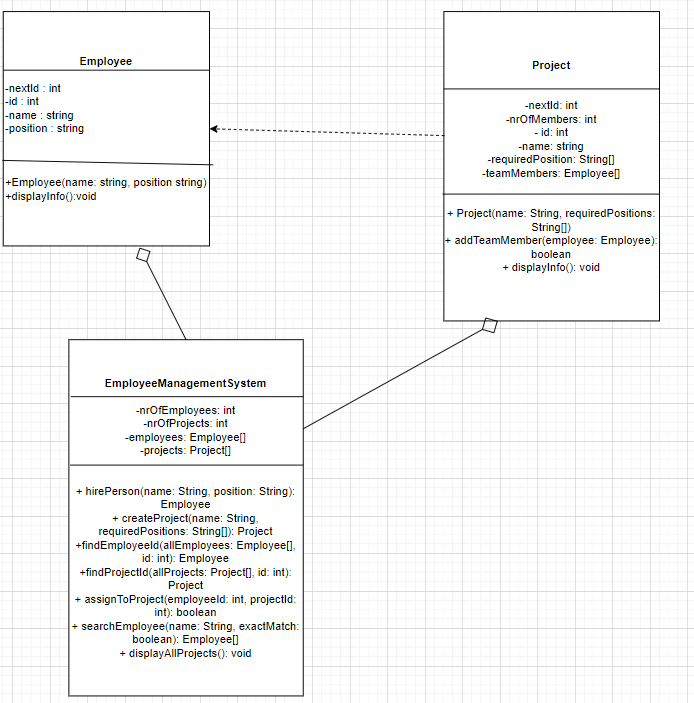 Employee
-nextId : int
-id : int
-name : string
-position : string
+Employee(name: string, position string)
+displayInfo():void
Project
-nextId: int
-nrOfMembers: int
- id: int
-name: string
-requiredPosition: String[]
-teamMembers: Employee[]
+ Project(name: String, requiredPositions:
String[])
+ addTeamMember(employee: Employee):
boolean
+ displayInfo(): void
EmployeeManagementSystem
-nrOfEmployees: int
-nrOfProjects: int
-employees: Employee[]
-projects: Project[]
+ hirePerson(name: String, position: String):
Employee
+ createProject(name: String,
requiredPositions: String[]): Project
+findEmployeeId(allEmployees: Employee[],
id: int): Employee
+findProjectId(allProjects: Project[], id: int):
Project
+ assignToProject(employeeId: int, projectId:
int): boolean
+ searchEmployee(name: String, exactMatch:
boolean): Employee[]
+ displayAllProjects(): void